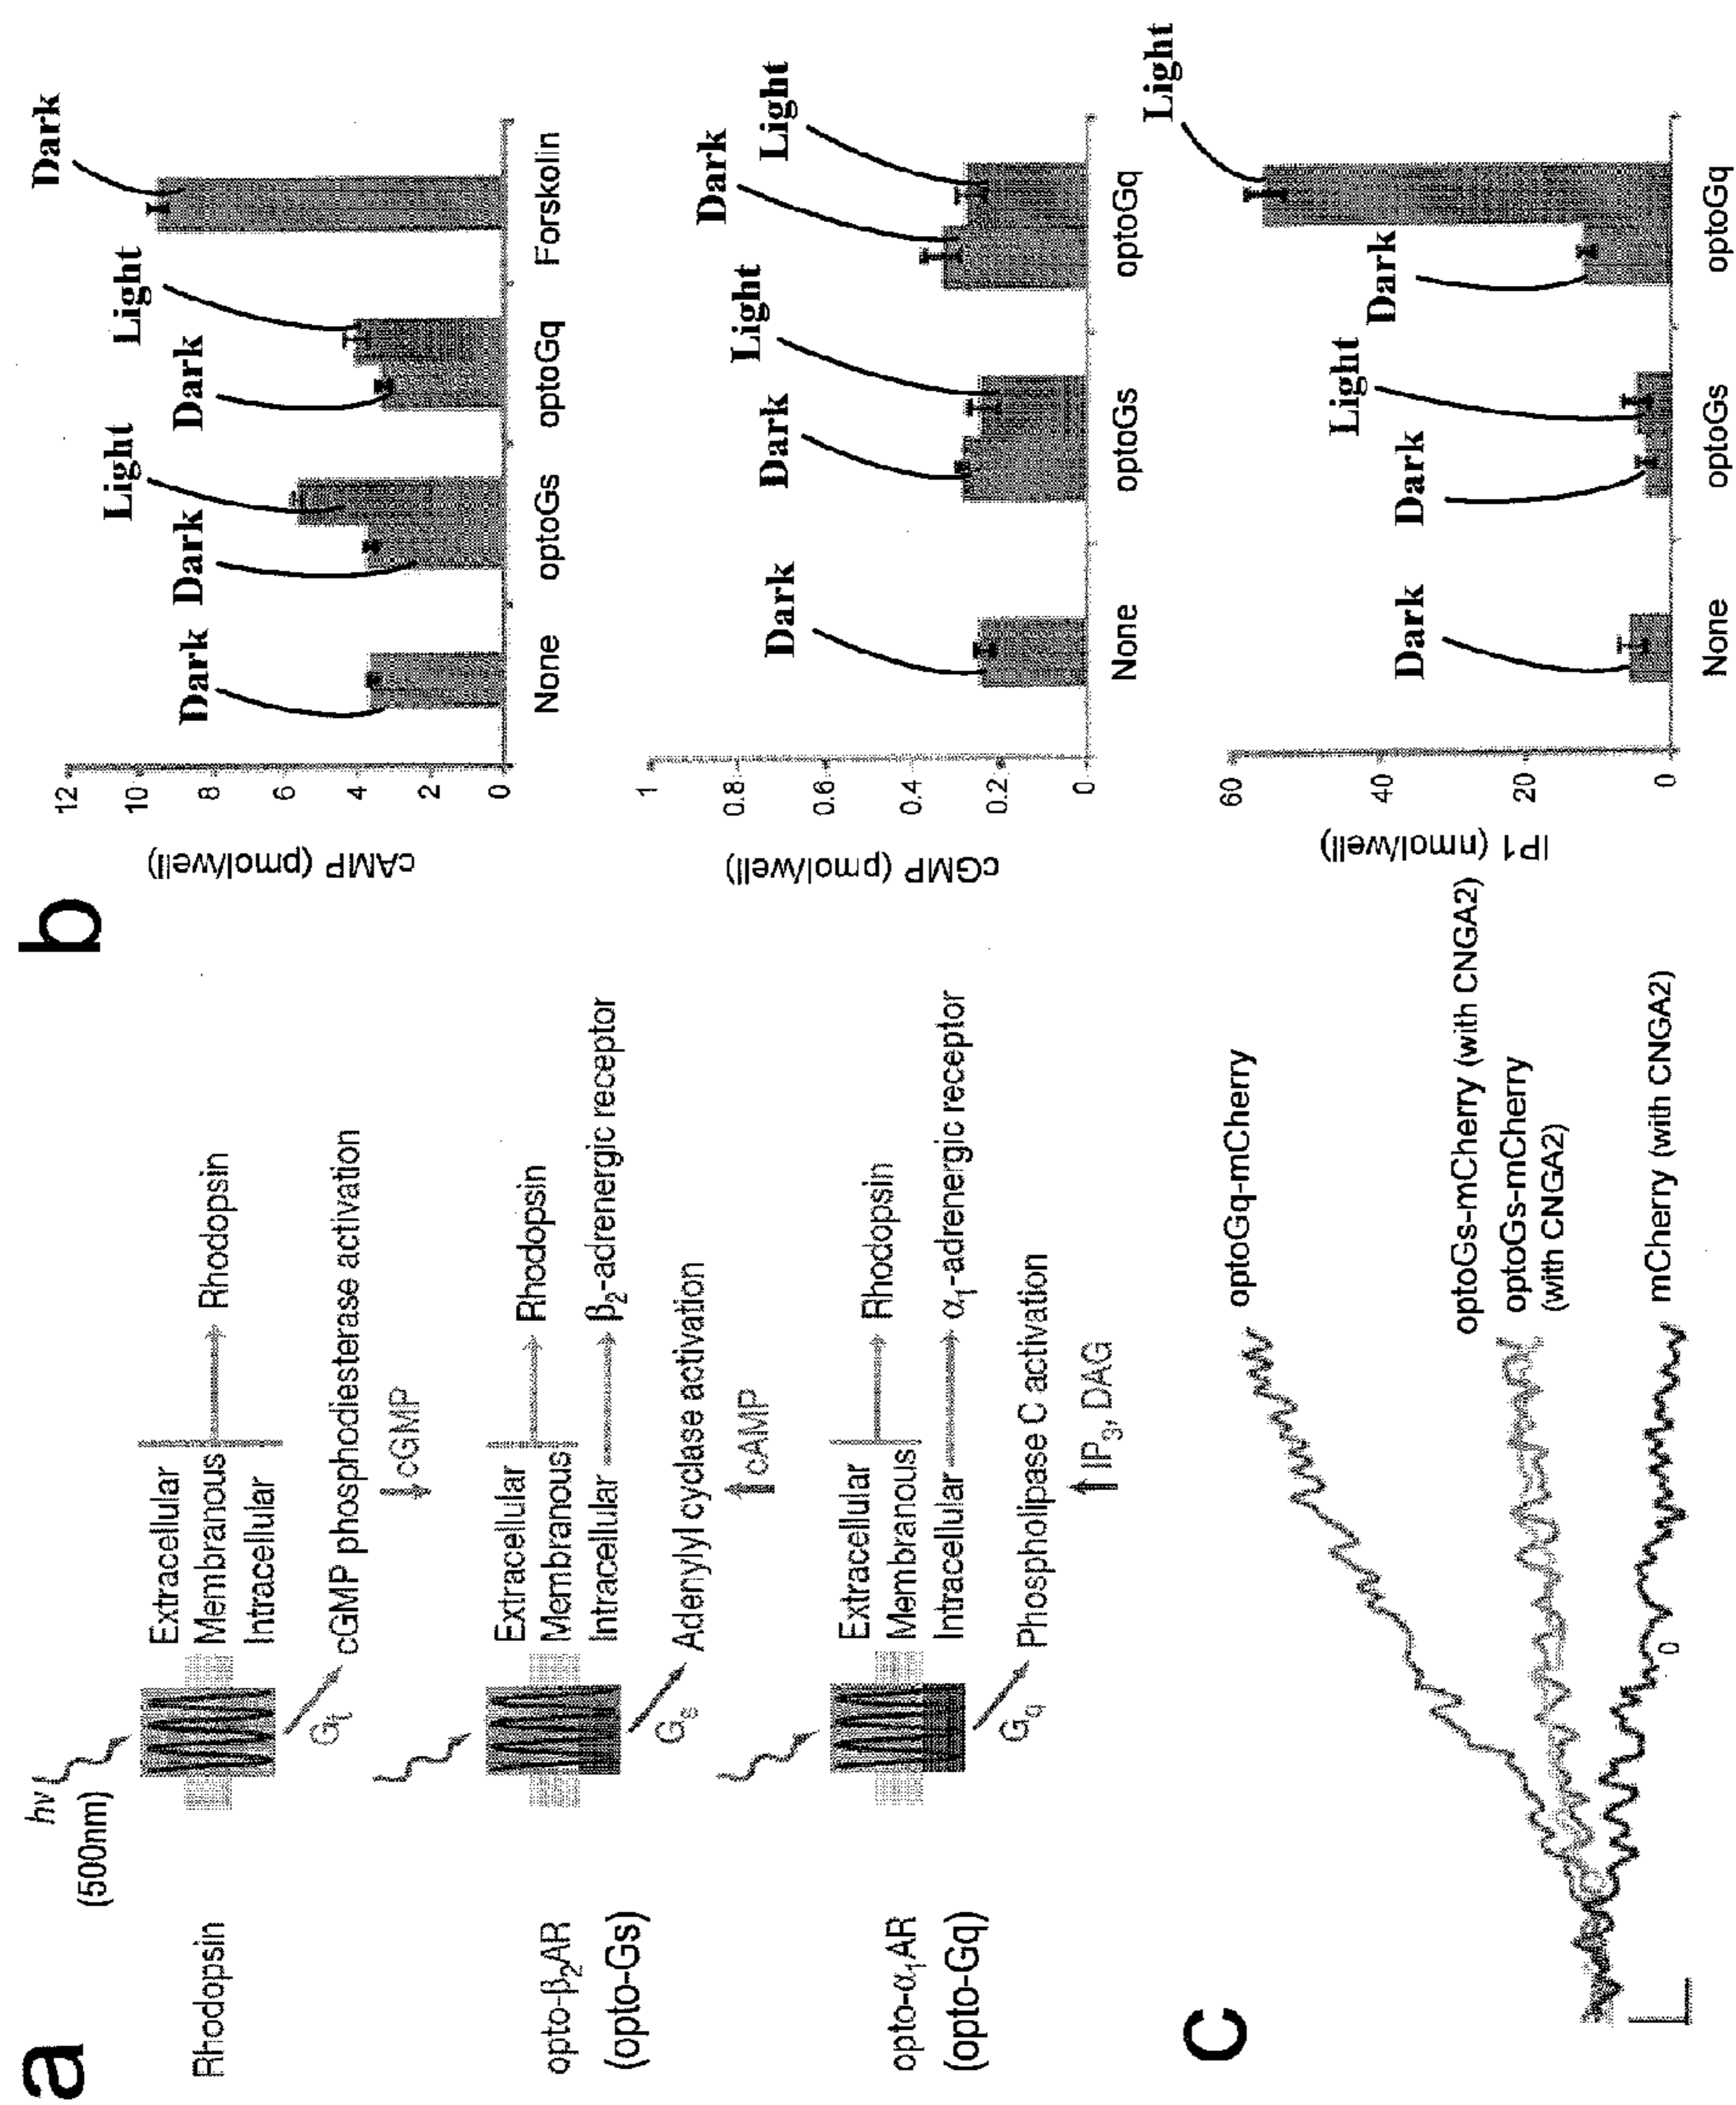 a
hν
(500nm)
Rhodopsin
Extracellular
Membranous
Intracellular
Rhodopsin
Gt
cGMP phosphodiesterase activation
cGMP
opto-β2AR
(opto-Gs)
Extracellular
Membranous
Intracellular
Rhodopsin
β2-adrenergic receptor
Gs
Adenylyl cyclase activation
cAMP
opto-α1AR
(opto-Gq)
Extracellular
Membranous
Intracellular
Rhodopsin
α1-adrenergic receptor
Gq
Phospholipase C activation
IP3, DAG
b
cAMP (pmol/well)
12
10
8
6
4
2
0
Dark
Dark
Light
Dark
Light
Dark
None
optoGs
optoGq
Forskolin
cGMP (pmol/well)
1
0.8
0.6
0.4
0.2
0
Dark
Dark
Light
Dark
Light
None
optoGs
optoGq
IP1 (nmol/well)
60
40
20
0
Dark
Dark
Light
Dark
Light
None
optoGs
optoGq
c
optoGq-mCherry
optoGs-mCherry (with CNGA2)
optoGs-mCherry
(with CNGA2)
mCherry (with CNGA2)
0